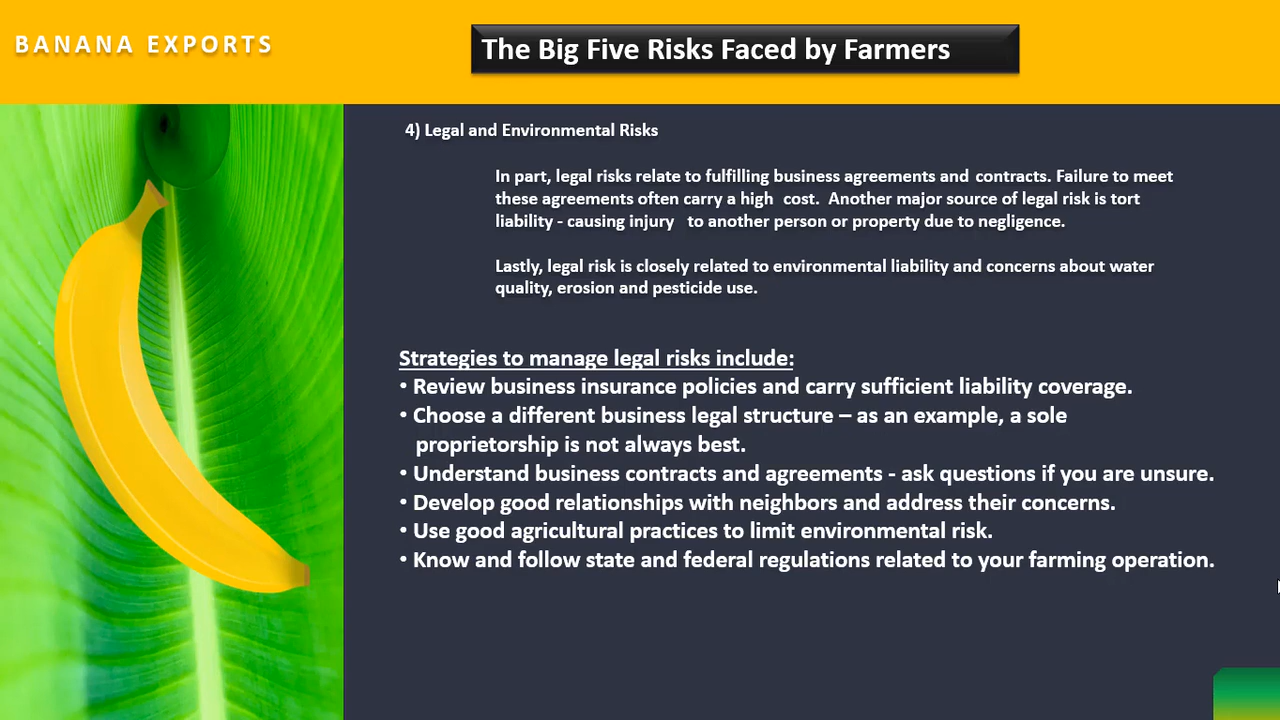 BANANA EXPORTS
The Big Five Risks Faced by Farmers
4) Legal and Environmental Risks
In part, legal risks relate to fulfilling business agreements and contracts. Failure to meet
these agreements often carry a high cost. Another major source of legal risk is tort
liability - causing injury to another person or property due to negligence.
Lastly, legal risk is closely related to environmental liability and concerns about water
quality, erosion and pesticide use.
Strategies to manage legal risks include:
• Review business insurance policies and carry sufficient liability coverage.
• Choose a different business legal structure – as an example, a sole
proprietorship is not always best.
• Understand business contracts and agreements - ask questions if you are unsure.
• Develop good relationships with neighbors and address their concerns.
• Use good agricultural practices to limit environmental risk.
• Know and follow state and federal regulations related to your farming operation.